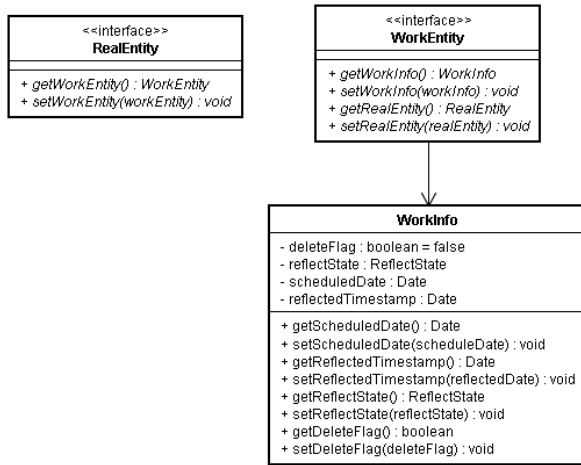 <<interface>>
RealEntity
+ getWorkEntity() : WorkEntity
+ setWorkEntity(workEntity) : void
<<interface>>
WorkEntity
+ getWorkInfo() : WorkInfo
+ setWorkInfo(workInfo) : void
+ getRealEntity() : RealEntity
+ setRealEntity(realEntity) : void
WorkInfo
- deleteFlag : boolean = false
- reflectState : ReflectState
- scheduledDate : Date
- reflectedTimestamp : Date
+ getScheduledDate() : Date
+ setScheduledDate(scheduleDate) : void
+ getReflectedTimestamp() : Date
+ setReflectedTimestamp(reflectedDate) : void
+ getReflectState() : ReflectState
+ setReflectState(reflectState) : void
+ getDeleteFlag() : boolean
+ setDeleteFlag(deleteFlag) : void